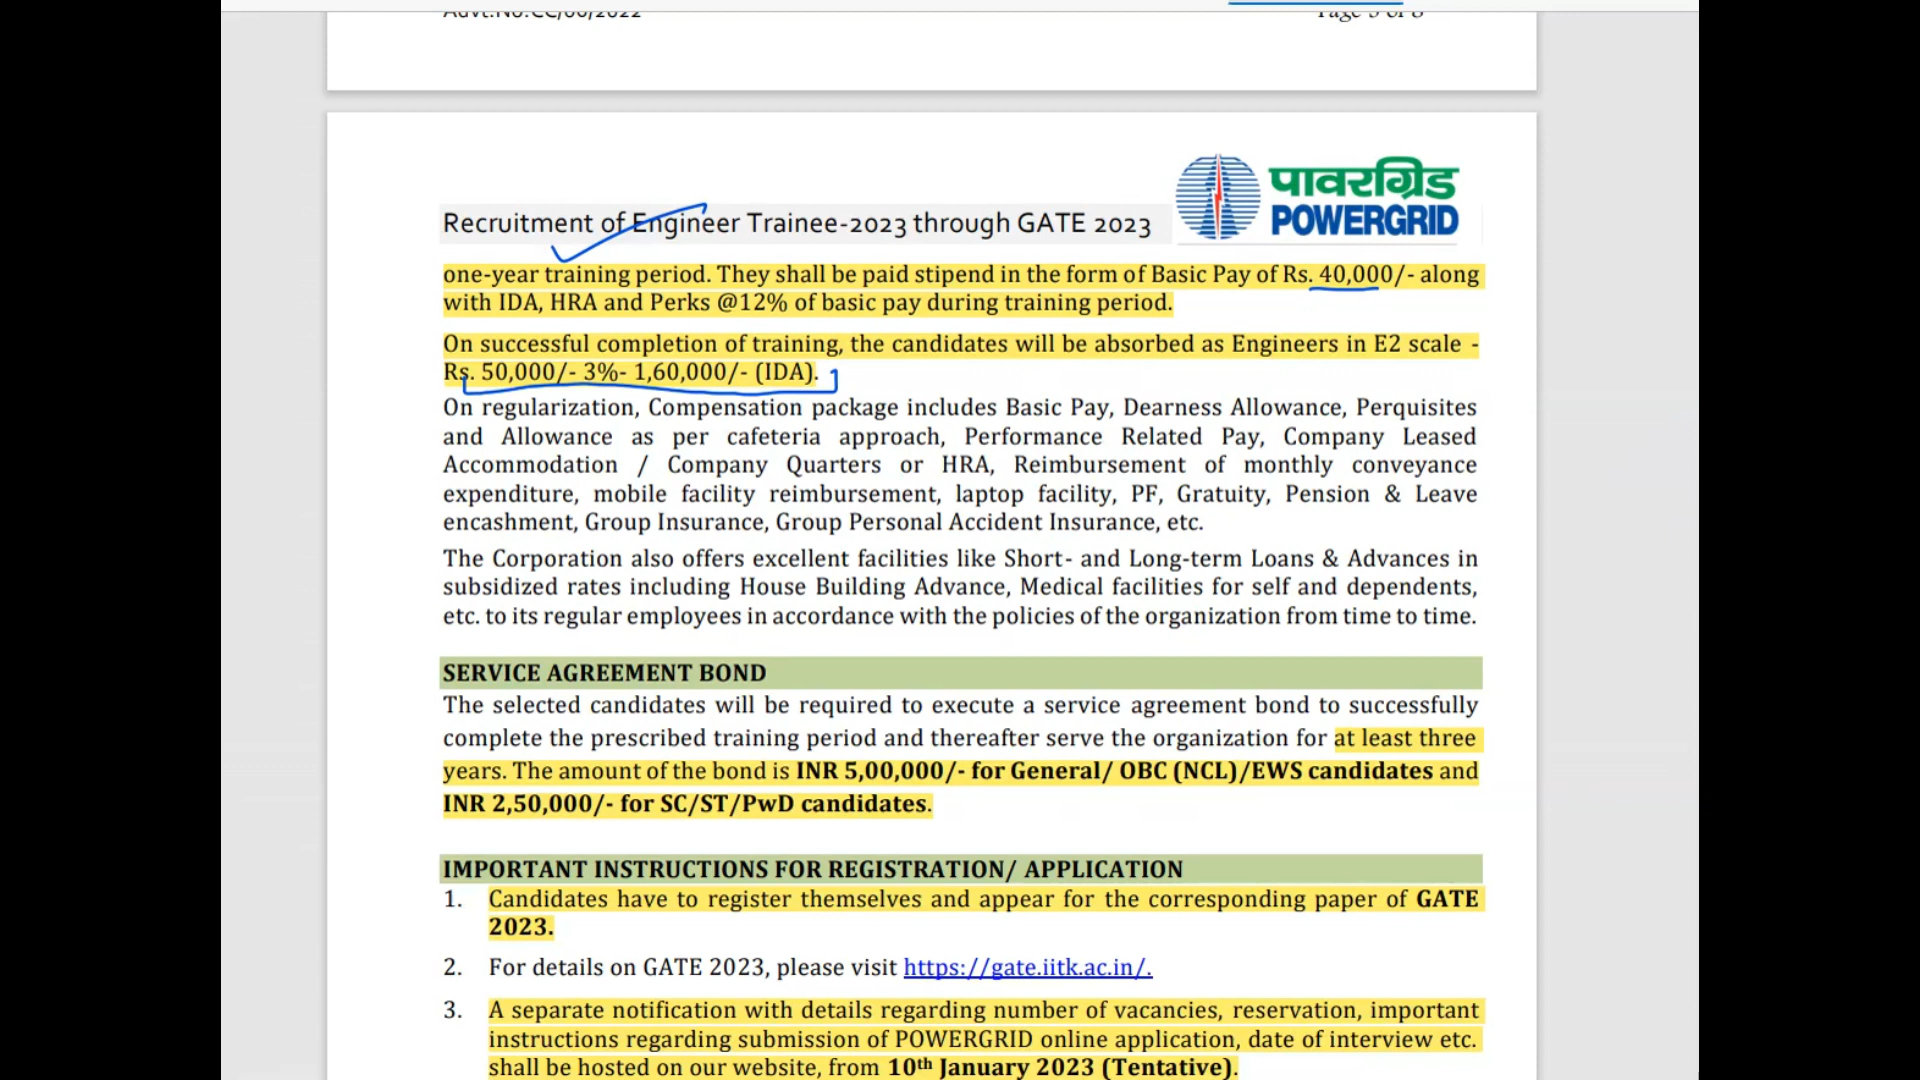 Advt.No.CC/06/2022 Page 5 of 8
पावरग्रिड
POWERGRID
Recruitment of Engineer Trainee-2023 through GATE 2023
one-year training period. They shall be paid stipend in the form of Basic Pay of Rs. 40,000/- along
with IDA, HRA and Perks @12% of basic pay during training period.
On successful completion of training, the candidates will be absorbed as Engineers in E2 scale -
Rs. 50,000/- 3%- 1,60,000/- (IDA).
On regularization, Compensation package includes Basic Pay, Dearness Allowance, Perquisites
and Allowance as per cafeteria approach, Performance Related Pay, Company Leased
Accommodation / Company Quarters or HRA, Reimbursement of monthly conveyance
expenditure, mobile facility reimbursement, laptop facility, PF, Gratuity, Pension & Leave
encashment, Group Insurance, Group Personal Accident Insurance, etc.
The Corporation also offers excellent facilities like Short- and Long-term Loans & Advances in
subsidized rates including House Building Advance, Medical facilities for self and dependents,
etc. to its regular employees in accordance with the policies of the organization from time to time.
SERVICE AGREEMENT BOND
The selected candidates will be required to execute a service agreement bond to successfully
complete the prescribed training period and thereafter serve the organization for at least three
years. The amount of the bond is INR 5,00,000/- for General/ OBC (NCL)/EWS candidates and
INR 2,50,000/- for SC/ST/PwD candidates.
IMPORTANT INSTRUCTIONS FOR REGISTRATION/ APPLICATION
1. Candidates have to register themselves and appear for the corresponding paper of GATE
2023.
2. For details on GATE 2023, please visit https://gate.iitk.ac.in/.
3. A separate notification with details regarding number of vacancies, reservation, important
instructions regarding submission of POWERGRID online application, date of interview etc.
shall be hosted on our website, from 10th January 2023 (Tentative).